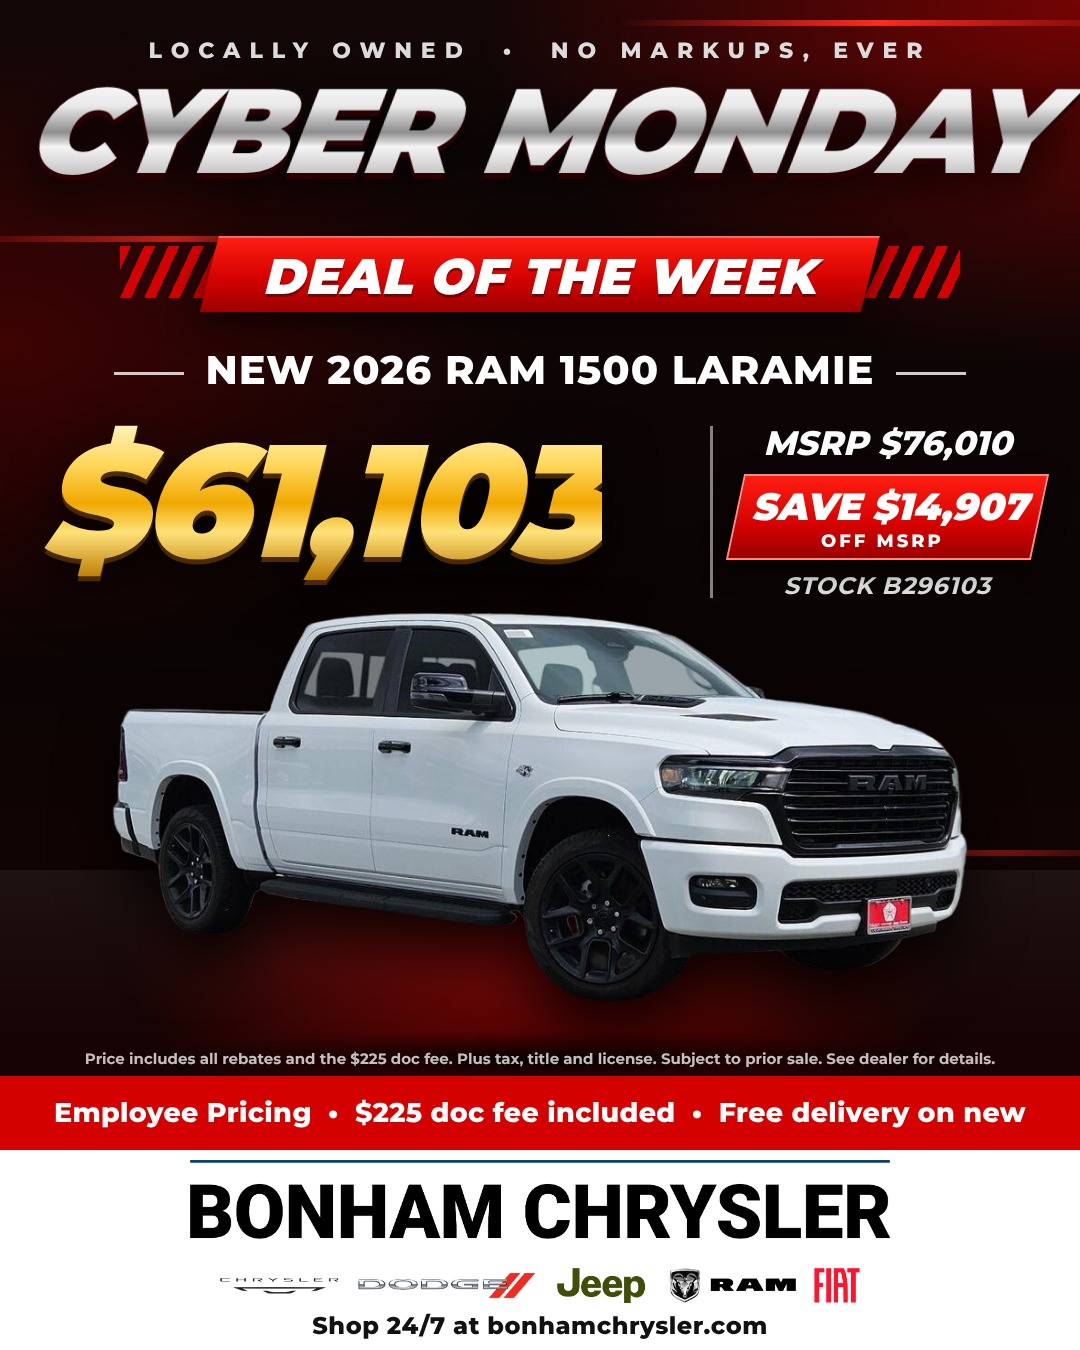 LOCALLY OWNED • NO MARKUPS, EVER
CYBER MONDAY
DEAL OF THE WEEK
NEW 2026 RAM 1500 LARAMIE
$61,103
MSRP $76,010
SAVE $14,907
OFF MSRP
STOCK B296103
RAM
RAM
Price includes all rebates and the $225 doc fee. Plus tax, title and license. Subject to prior sale. See dealer for details.
Employee Pricing • $225 doc fee included • Free delivery on new
BONHAM CHRYSLER
CHRYSLER DODGE Jeep RAM FIAT
Shop 24/7 at bonhamchrysler.com